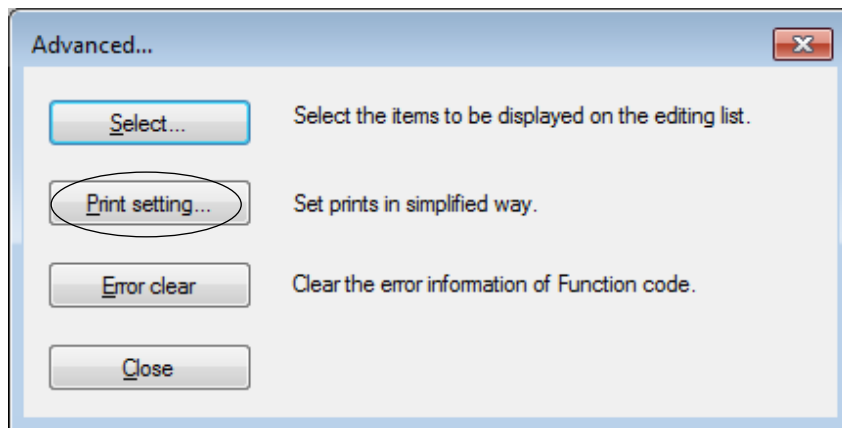 Advanced...
Select... Select the items to be displayed on the editing list.
Print setting... Set prints in simplified way.
Error clear Clear the error information of Function code.
Close